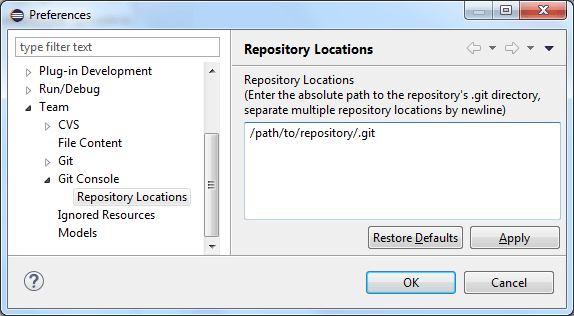 Preferences
type filter text
Plug-in Development
Run/Debug
Team
CVS
File Content
Git
Git Console
Repository Locations
Ignored Resources
Models
Repository Locations
Repository Locations
(Enter the absolute path to the repository's .git directory,
separate multiple repository locations by newline)
/path/to/repository/.git
Restore Defaults
Apply
?
OK
Cancel